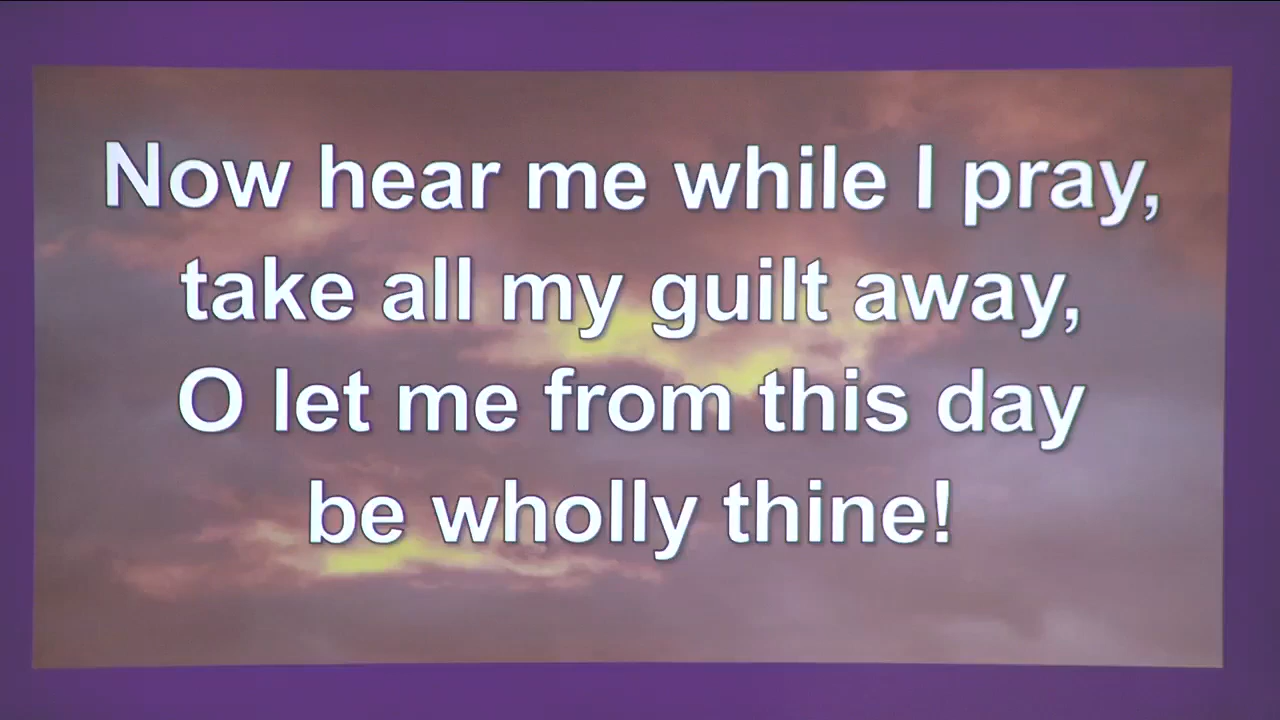 Now hear me while I pray,
take all my guilt away,
O let me from this day
be wholly thine!